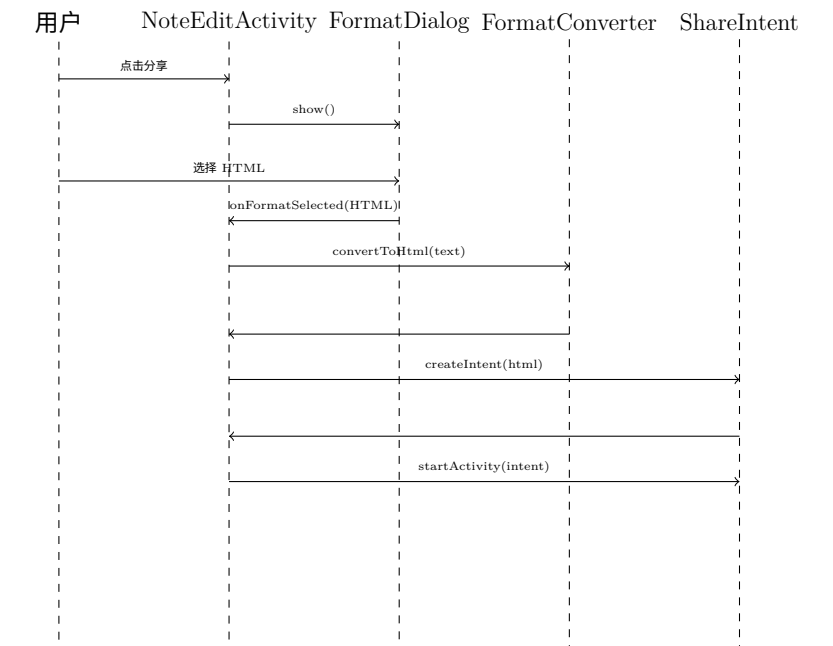 用户 NoteEditActivity FormatDialog FormatConverter ShareIntent
点击分享
show()
选择 HTML
onFormatSelected(HTML)
convertToHtml(text)
createIntent(html)
startActivity(intent)